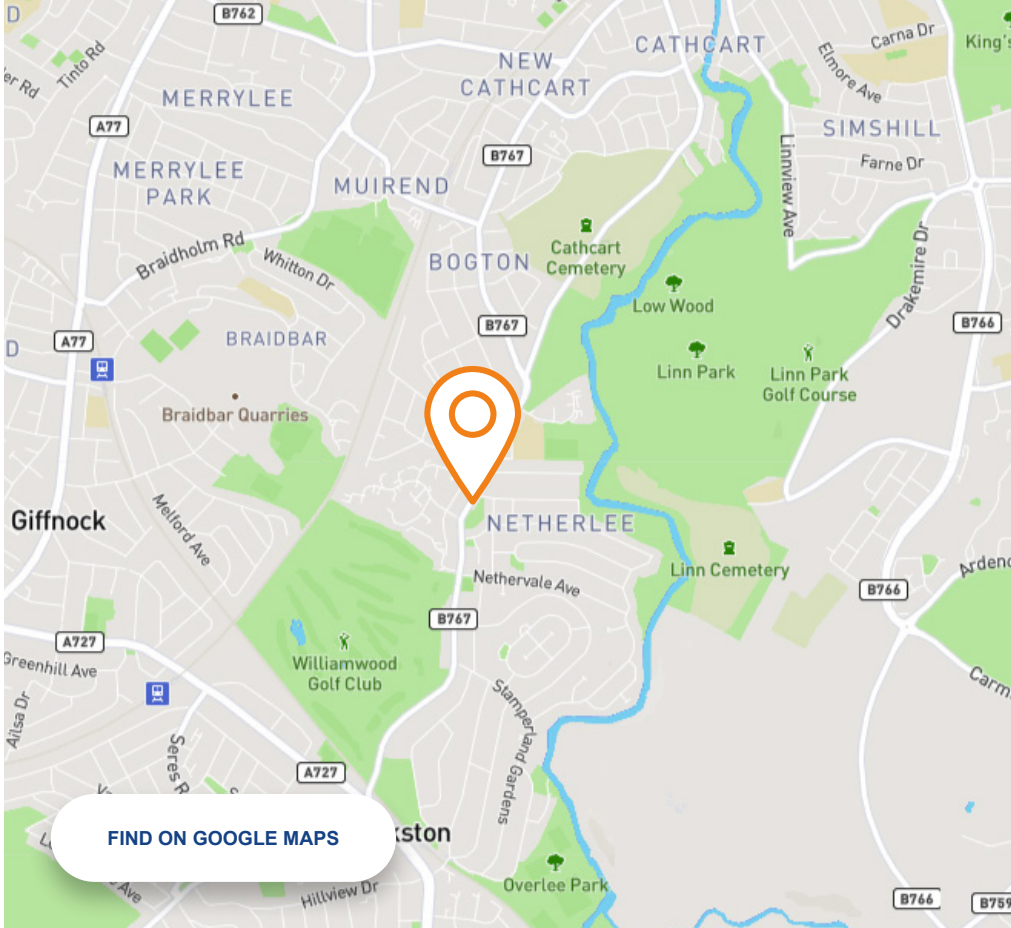 D
B762
CATHCART
Carna Dr
King's
Tinto Rd
er Rd
NEW
CATHCART
Elmore Ave
MERRYLEE
A77
SIMSHILL
B767
Farne Dr
MERRYLEE
PARK
MUIREND
Linnview Ave
Braidholm Rd
Whitton Dr
Cathcart
Cemetery
BOGTON
Drakemire Dr
Low Wood
B767
B766
D
A77
BRAIDBAR
Linn Park
Linn Park
Golf Course
Braidbar Quarries
Giffnock
Melford Ave
NETHERLEE
Linn Cemetery
Ardenc
Nethervale Ave
B766
B767
A727
Greenhill Ave
Williamwood
Golf Club
Carm
Ailsa Dr
Stamperland Gardens
Seres R
A727
FIND ON GOOGLE MAPS
kston
Ave
Hillview Dr
Overlee Park
B766
B759